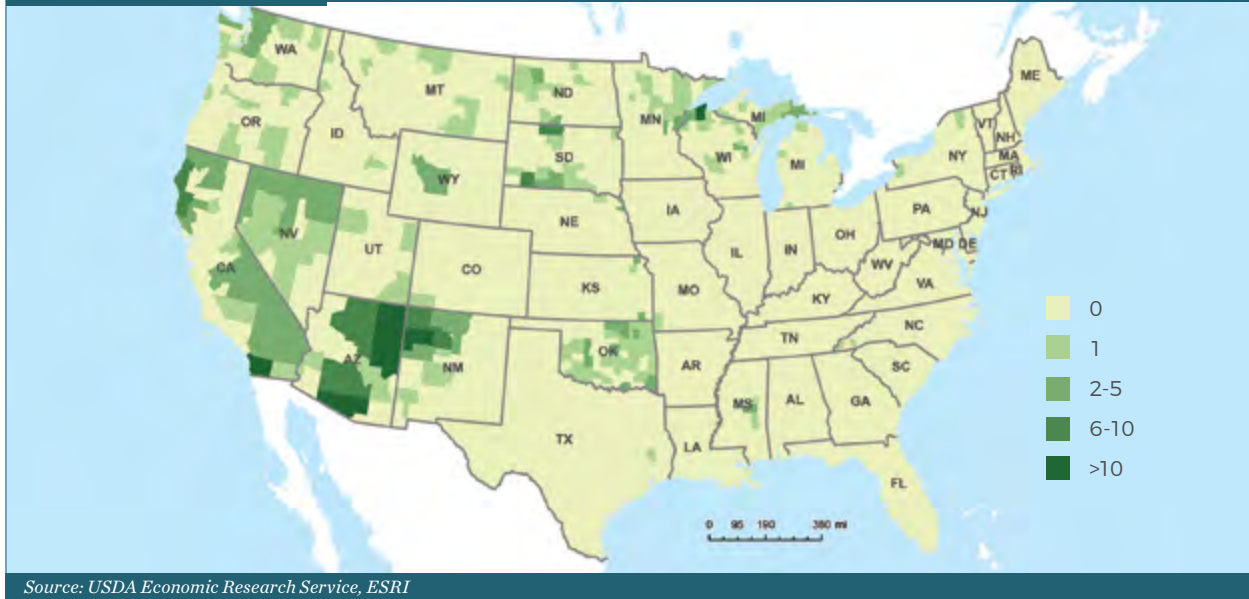 WA
ME
MT
ND
MN
MI
VT
NH
OR
ID
SD
WI
MI
NY
MA
CT
RI
WY
IA
PA
NJ
NE
NV
UT
IL
IN
OH
MD
DE
WV
CA
CO
KS
MO
KY
VA
0
TN
NC
1
AZ
NM
OK
AR
SC
2-5
MS
AL
GA
6-10
TX
LA
>10
FL
0 95 190 380 mi
Source: USDA Economic Research Service, ESRI